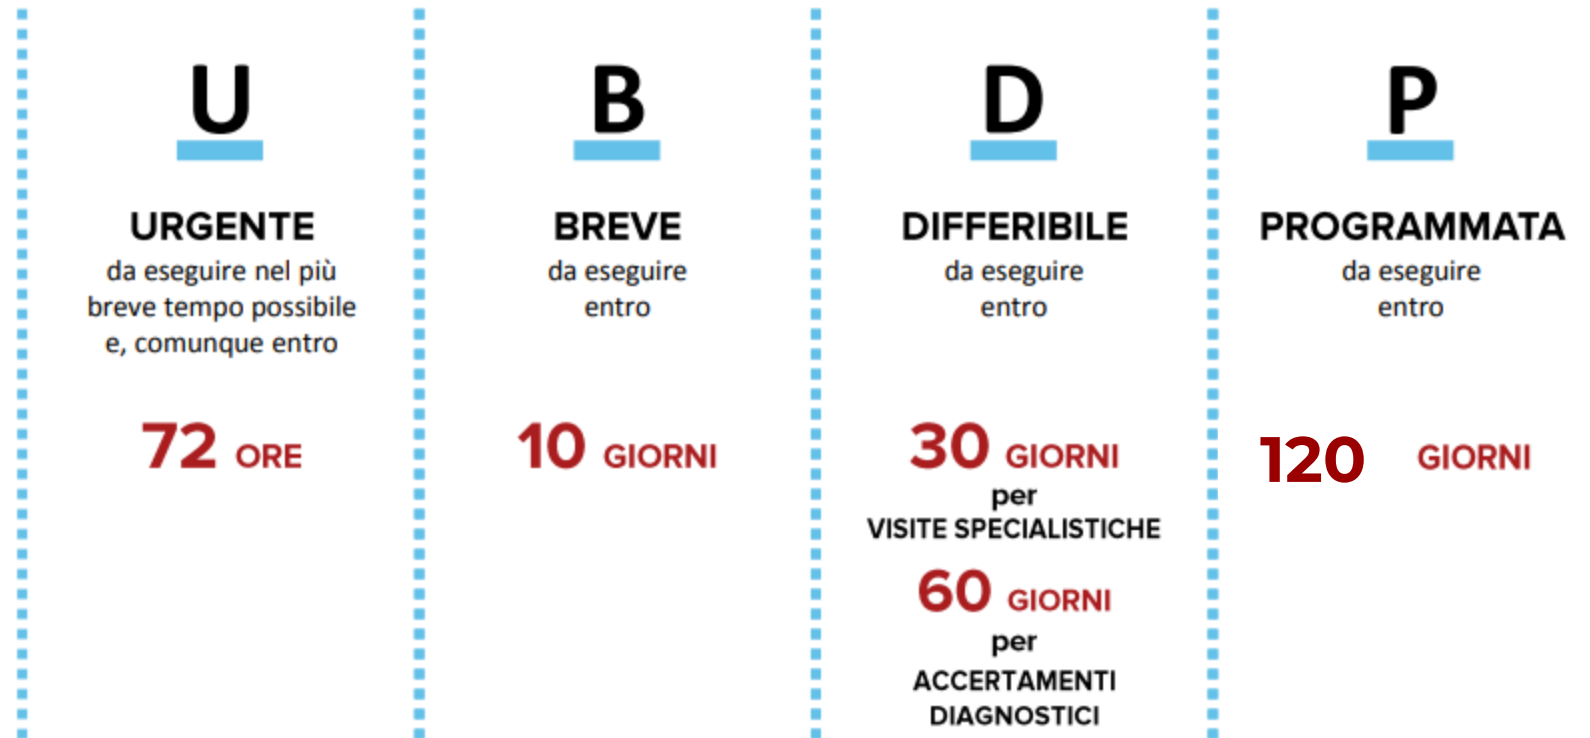 U
URGENTE
da eseguire nel più
breve tempo possibile
e, comunque entro
72 ORE
B
BREVE
da eseguire
entro
10 GIORNI
D
DIFFERIBILE
da eseguire
entro
30 GIORNI
per
VISITE SPECIALISTICHE
60 GIORNI
per
ACCERTAMENTI
DIAGNOSTICI
P
PROGRAMMATA
da eseguire
entro
120 GIORNI